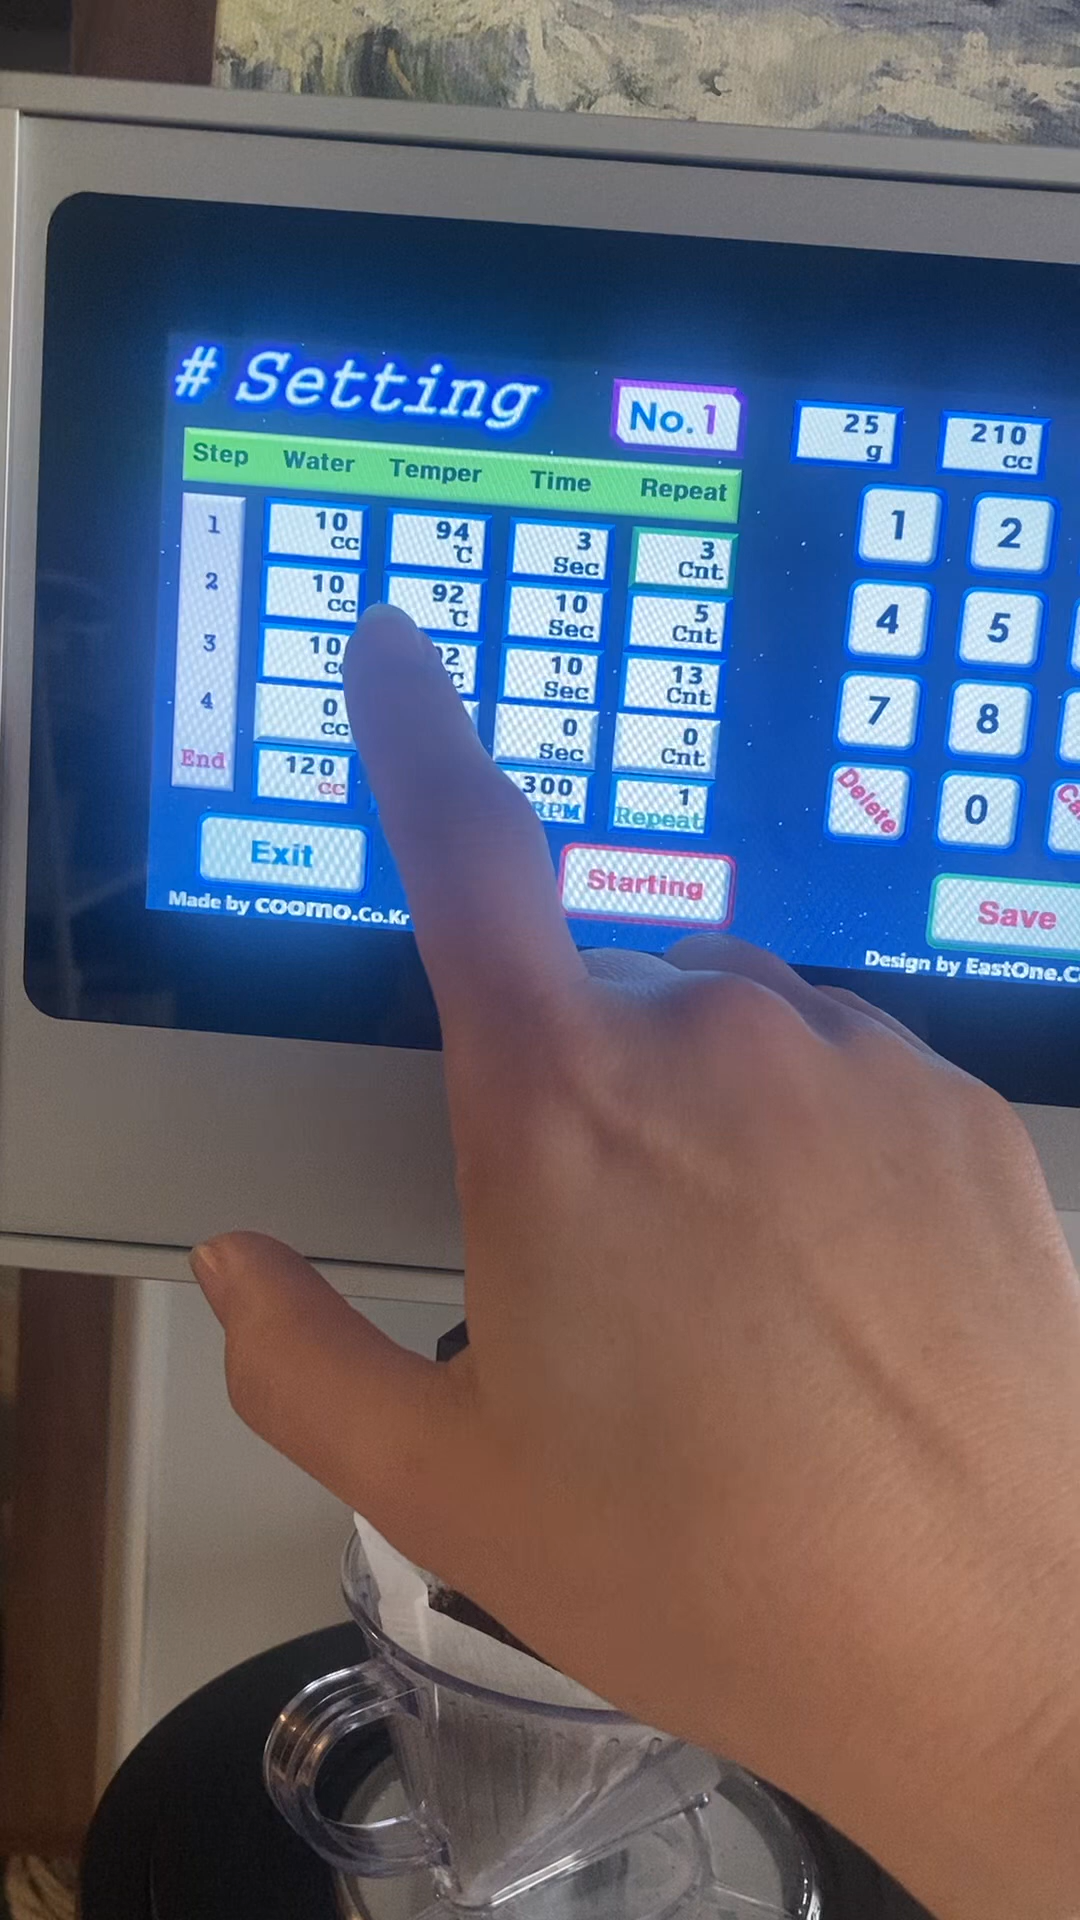 # Setting
No.1
25
g
210
cc
Step Water Temper Time Repeat
1 10 cc 94 ℃ 3 Sec 3 Cnt
2 10 cc 92 ℃ 10 Sec 5 Cnt
3 10 10 Sec 13 Cnt
4 0 cc 0 Sec 0 Cnt
End 120 cc 300 RPM 1 Repeat
1 2
4 5
7 8
Delete 0
Exit
Starting
Save
Made by coomo.Co.Kr
Design by EastOne.C